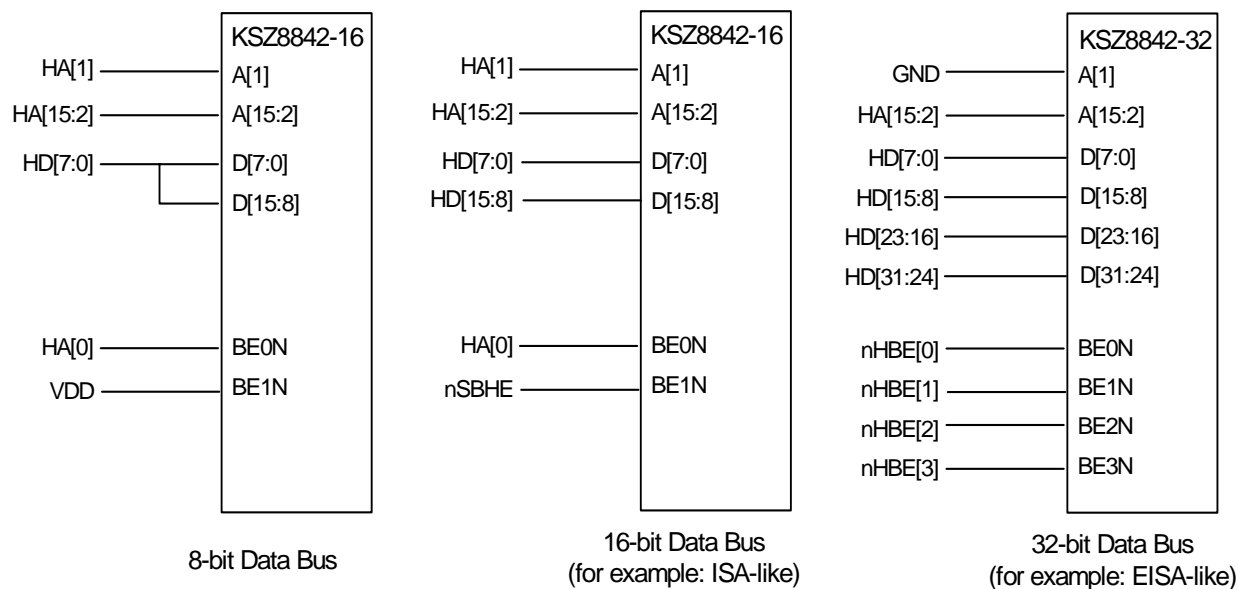 KSZ8842-16
HA[1]
A[1]
HA[15:2]
A[15:2]
HD[7:0]
D[7:0]
D[15:8]
HA[0]
BE0N
VDD
BE1N
8-bit Data Bus
KSZ8842-16
HA[1]
A[1]
HA[15:2]
A[15:2]
HD[7:0]
D[7:0]
HD[15:8]
D[15:8]
HA[0]
BE0N
nSBHE
BE1N
16-bit Data Bus
(for example: ISA-like)
KSZ8842-32
GND
A[1]
HA[15:2]
A[15:2]
HD[7:0]
D[7:0]
HD[15:8]
D[15:8]
HD[23:16]
D[23:16]
HD[31:24]
D[31:24]
nHBE[0]
BE0N
nHBE[1]
BE1N
nHBE[2]
BE2N
nHBE[3]
BE3N
32-bit Data Bus
(for example: EISA-like)